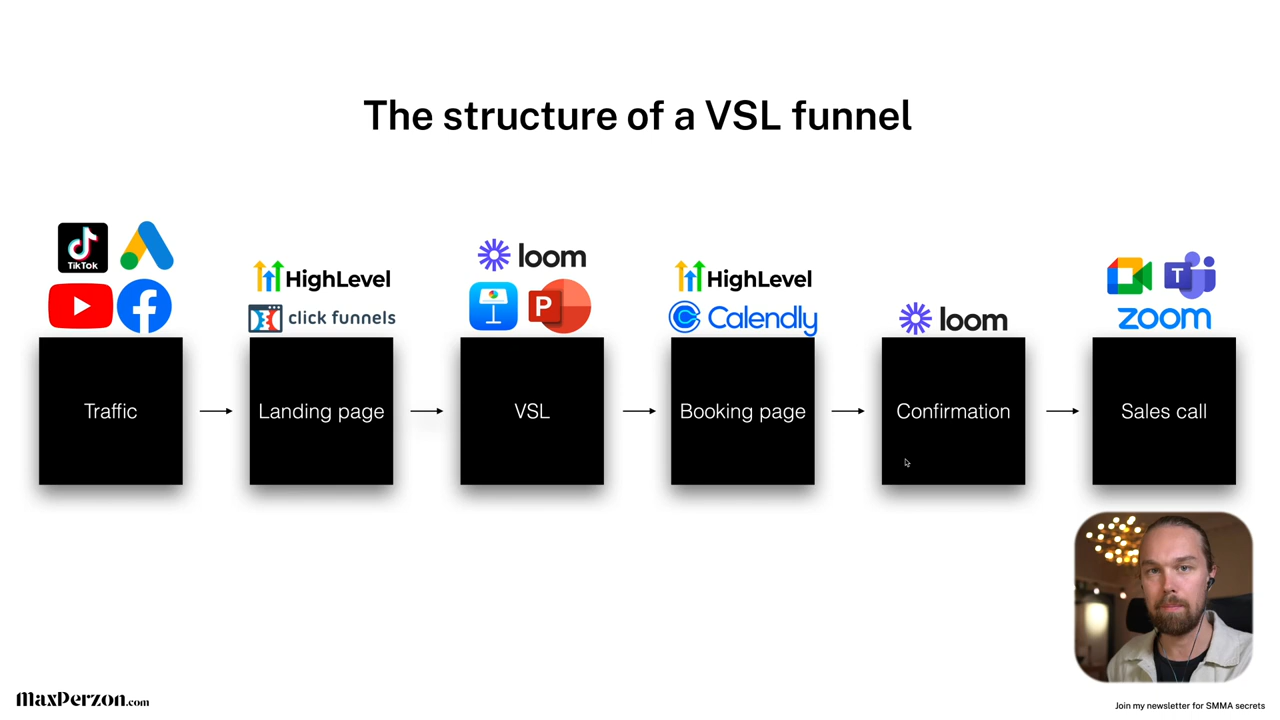 The structure of a VSL funnel
TikTok
HighLevel
click funnels
loom
P
HighLevel
Calendly
loom
T
zoom
Traffic
Landing page
VSL
Booking page
Confirmation
Sales call
MaxPerzon.com
Join my newsletter for SMMA secrets